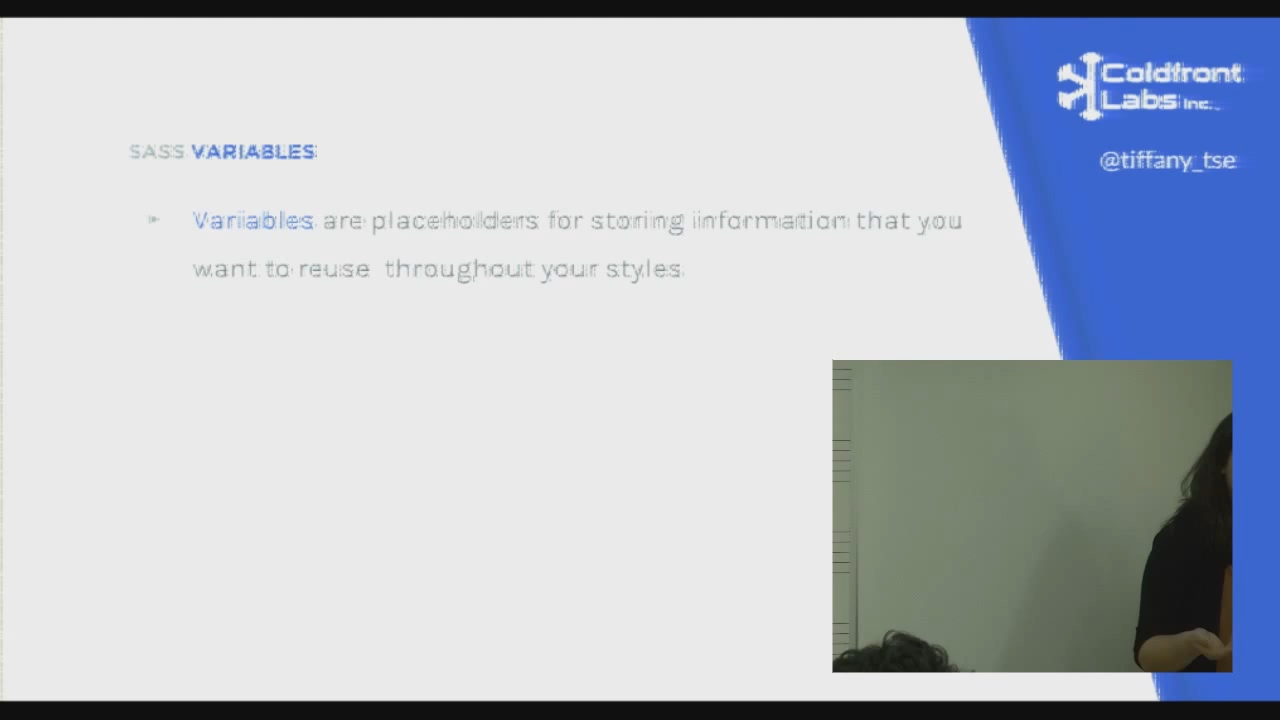 SASS VARIABLES
Variables are placeholders for storing information that you
want to reuse throughout your styles
Coldfront
Labs Inc.
@tiffany_tse